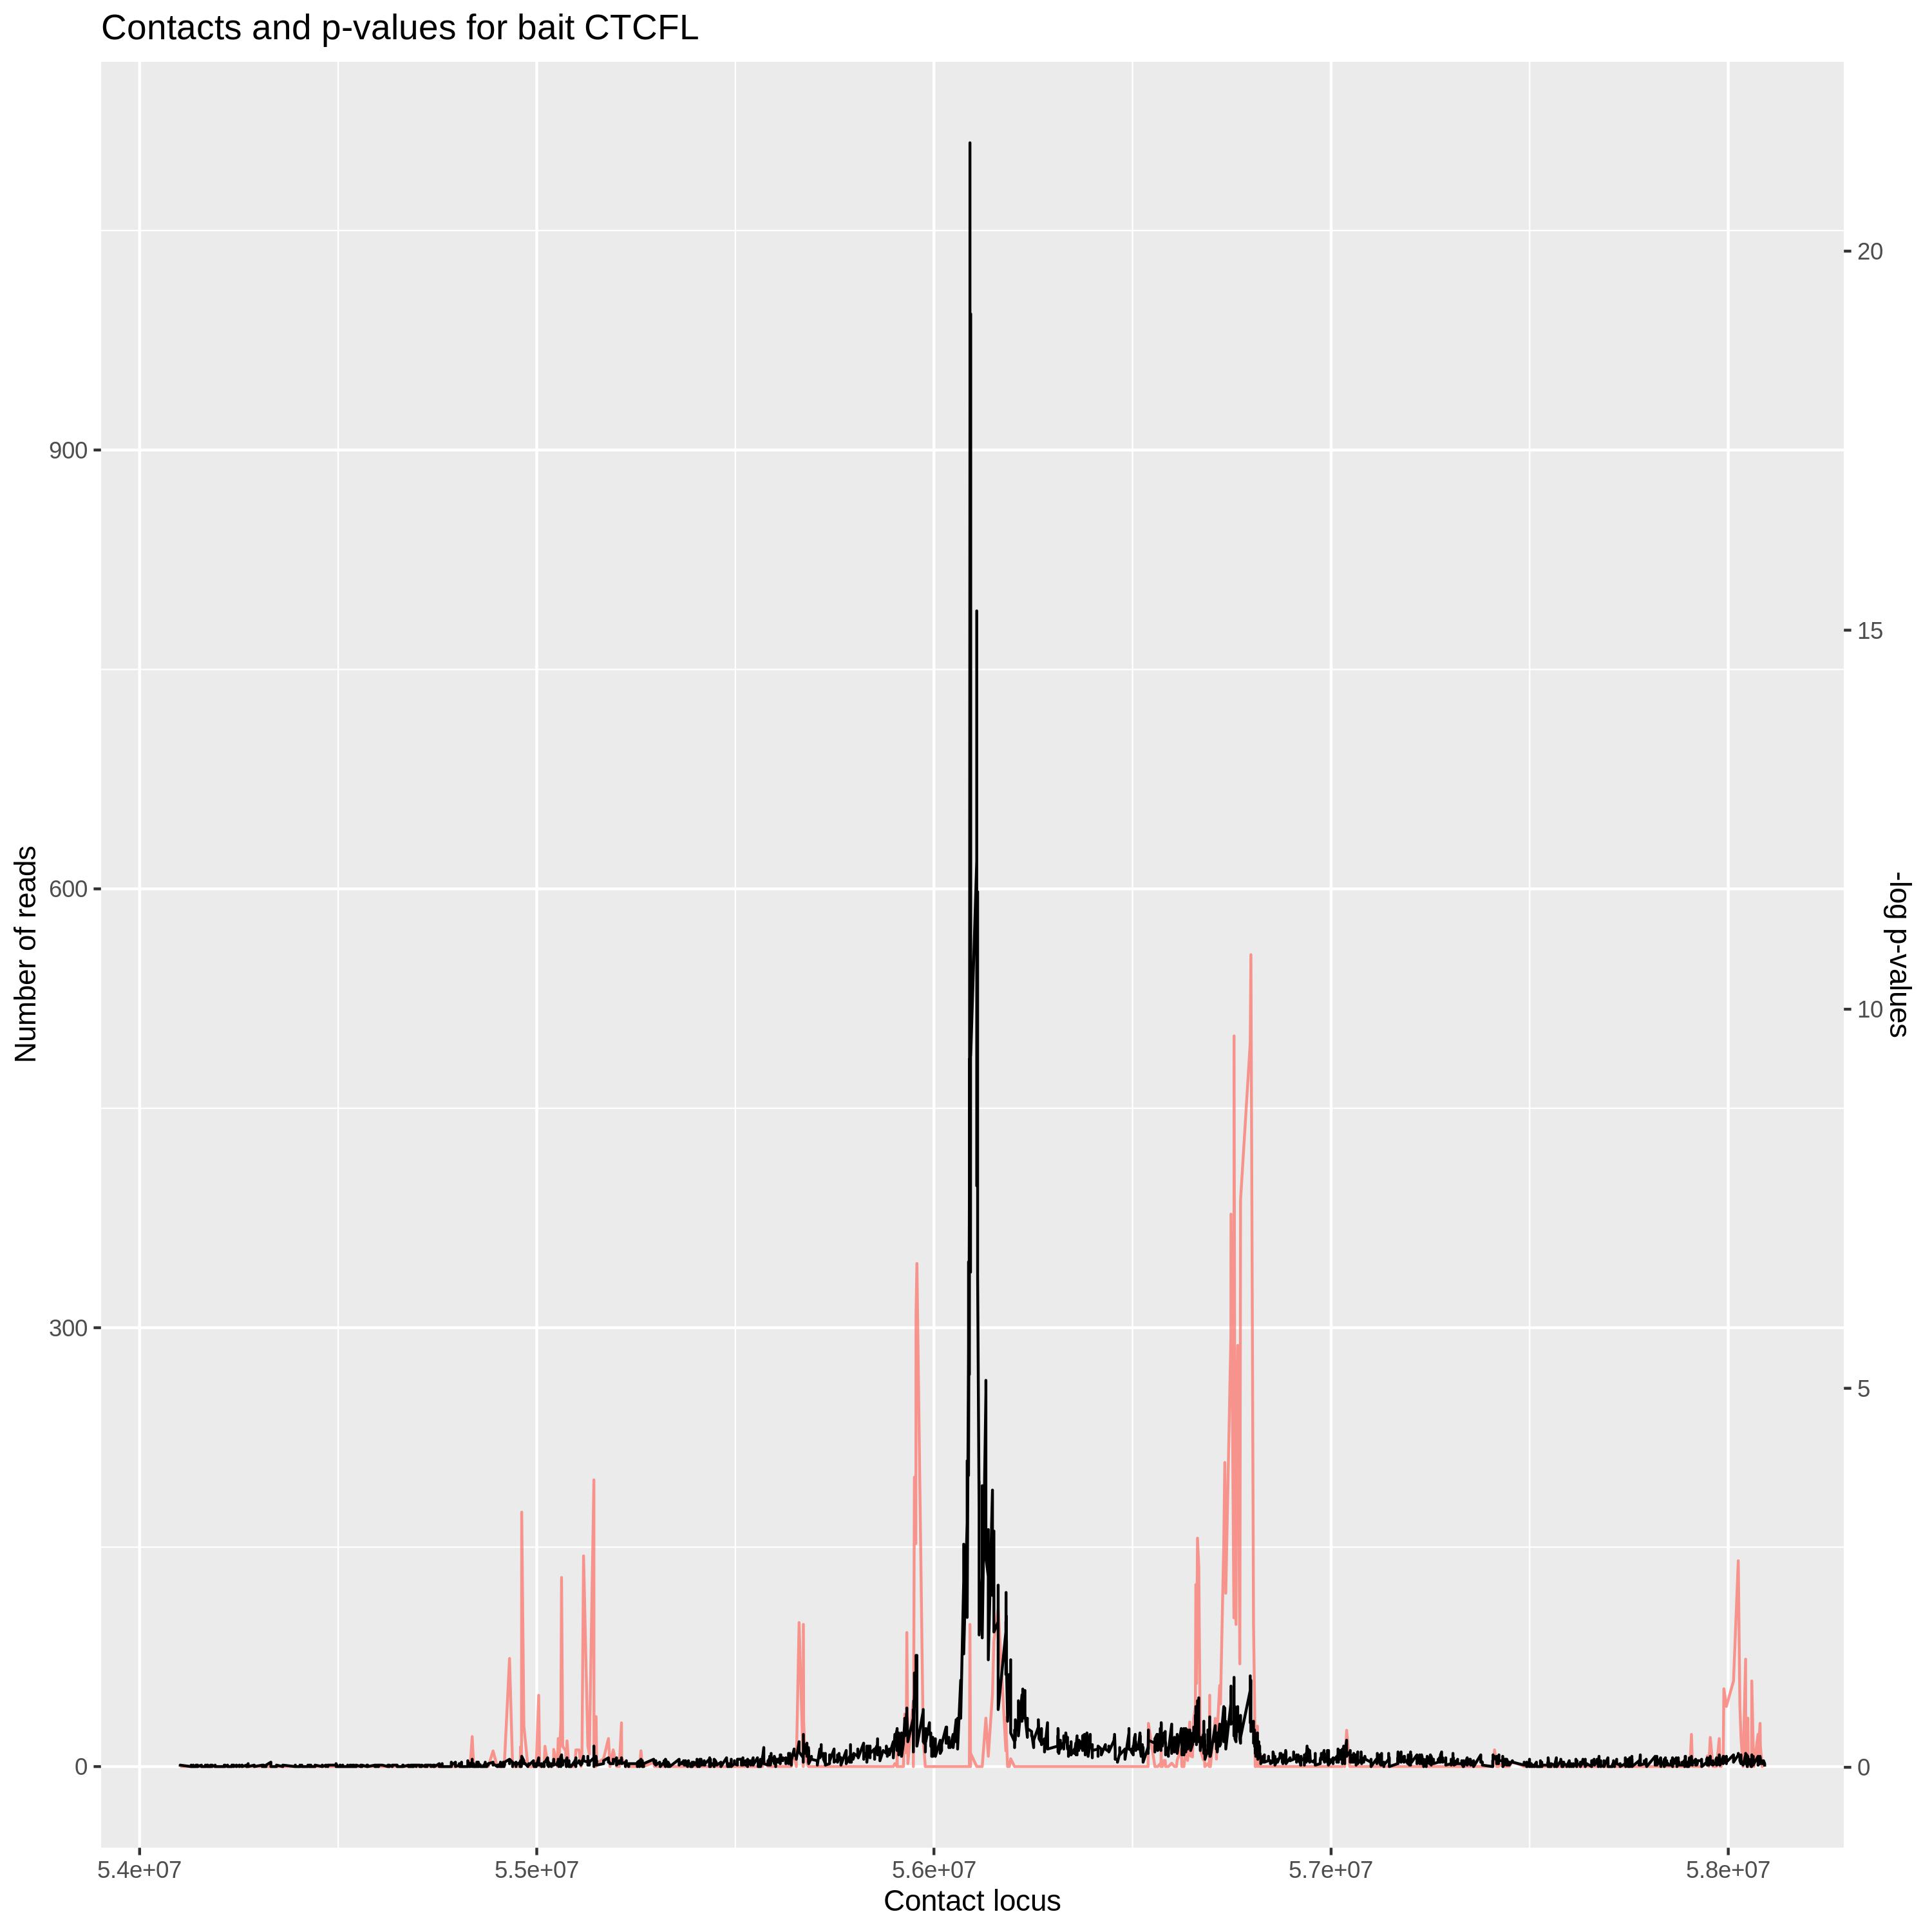 Contacts and p-values for bait CTCFL
Number of reads
900
600
300
0
20
15
10
5
0
-log p-values
5.4e+07 5.5e+07 5.6e+07 5.7e+07 5.8e+07
Contact locus